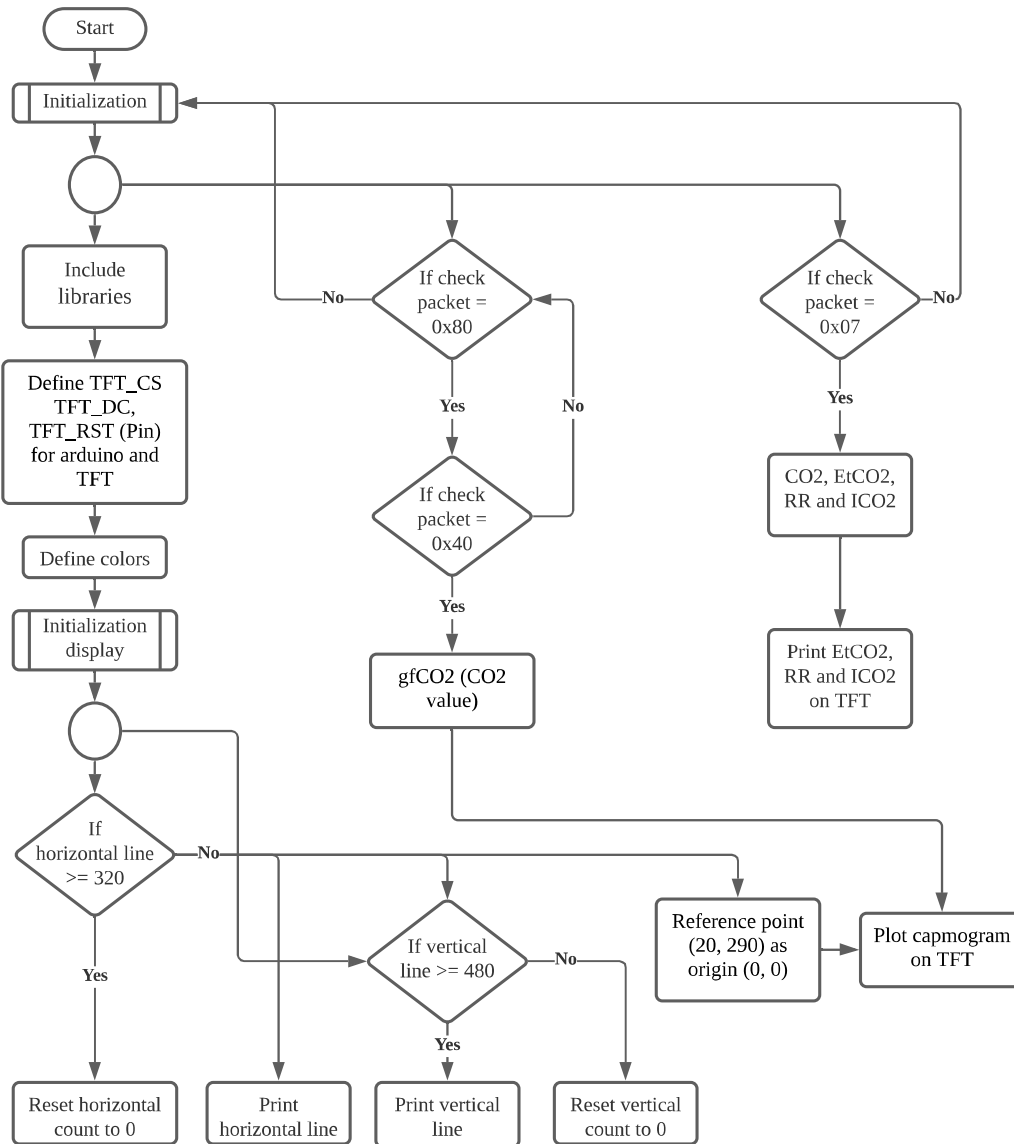 Start
Initialization
Include
libraries
Define TFT_CS
TFT_DC,
TFT_RST (Pin)
for arduino and
TFT
Define colors
Initialization
display
If
horizontal line
>= 320
No
Yes
Reset horizontal
count to 0
Print
horizontal line
If check
packet =
0x80
No
Yes
No
If check
packet =
0x40
Yes
gfCO2 (CO2
value)
If vertical
line >= 480
No
Yes
Print vertical
line
Reset vertical
count to 0
If check
packet =
0x07
No
Yes
CO2, EtCO2,
RR and ICO2
Print EtCO2,
RR and ICO2
on TFT
Reference point
(20, 290) as
origin (0, 0)
Plot capmogram
on TFT